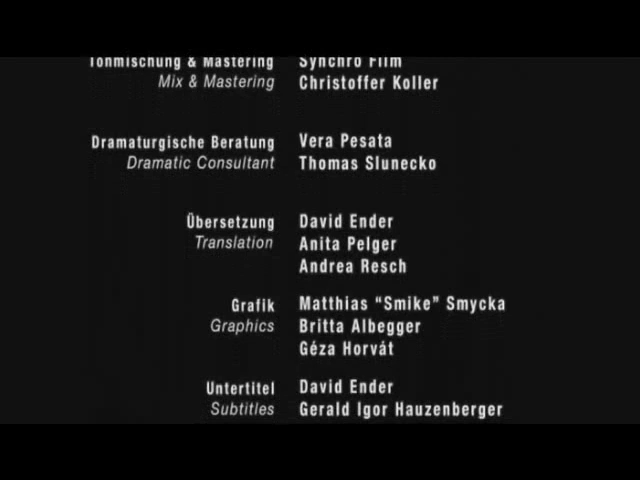 Tonmischung & Mastering Synchro Film
Mix & Mastering Christoffer Koller
Dramaturgische Beratung Vera Pesata
Dramatic Consultant Thomas Slunecko
Übersetzung David Ender
Translation Anita Pelger
Andrea Resch
Grafik Matthias “Smike” Smycka
Graphics Britta Albegger
Géza Horvát
Untertitel David Ender
Subtitles Gerald Igor Hauzenberger